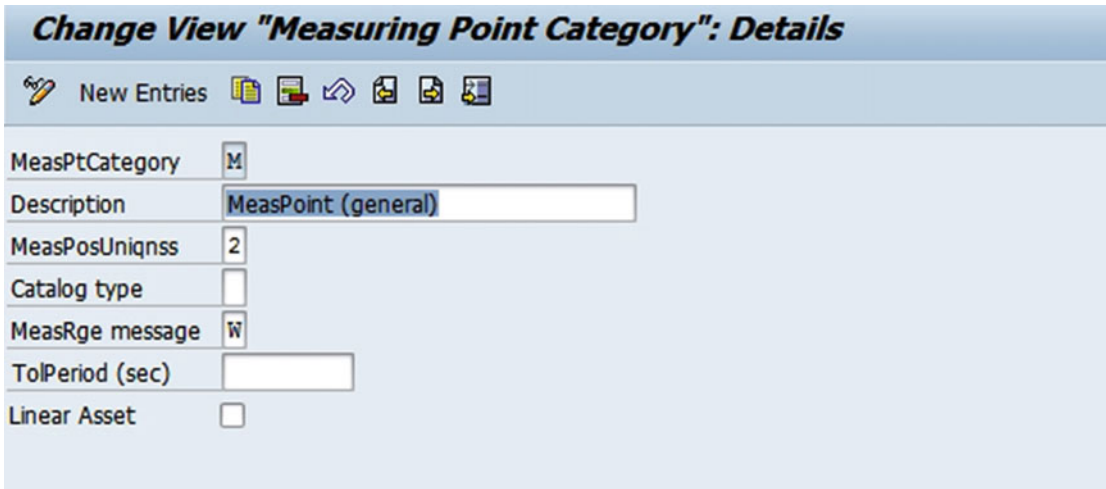 Change View "Measuring Point Category": Details
New Entries
MeasPtCategory M
Description MeasPoint (general)
MeasPosUniqnss 2
Catalog type
MeasRge message W
TolPeriod (sec)
Linear Asset